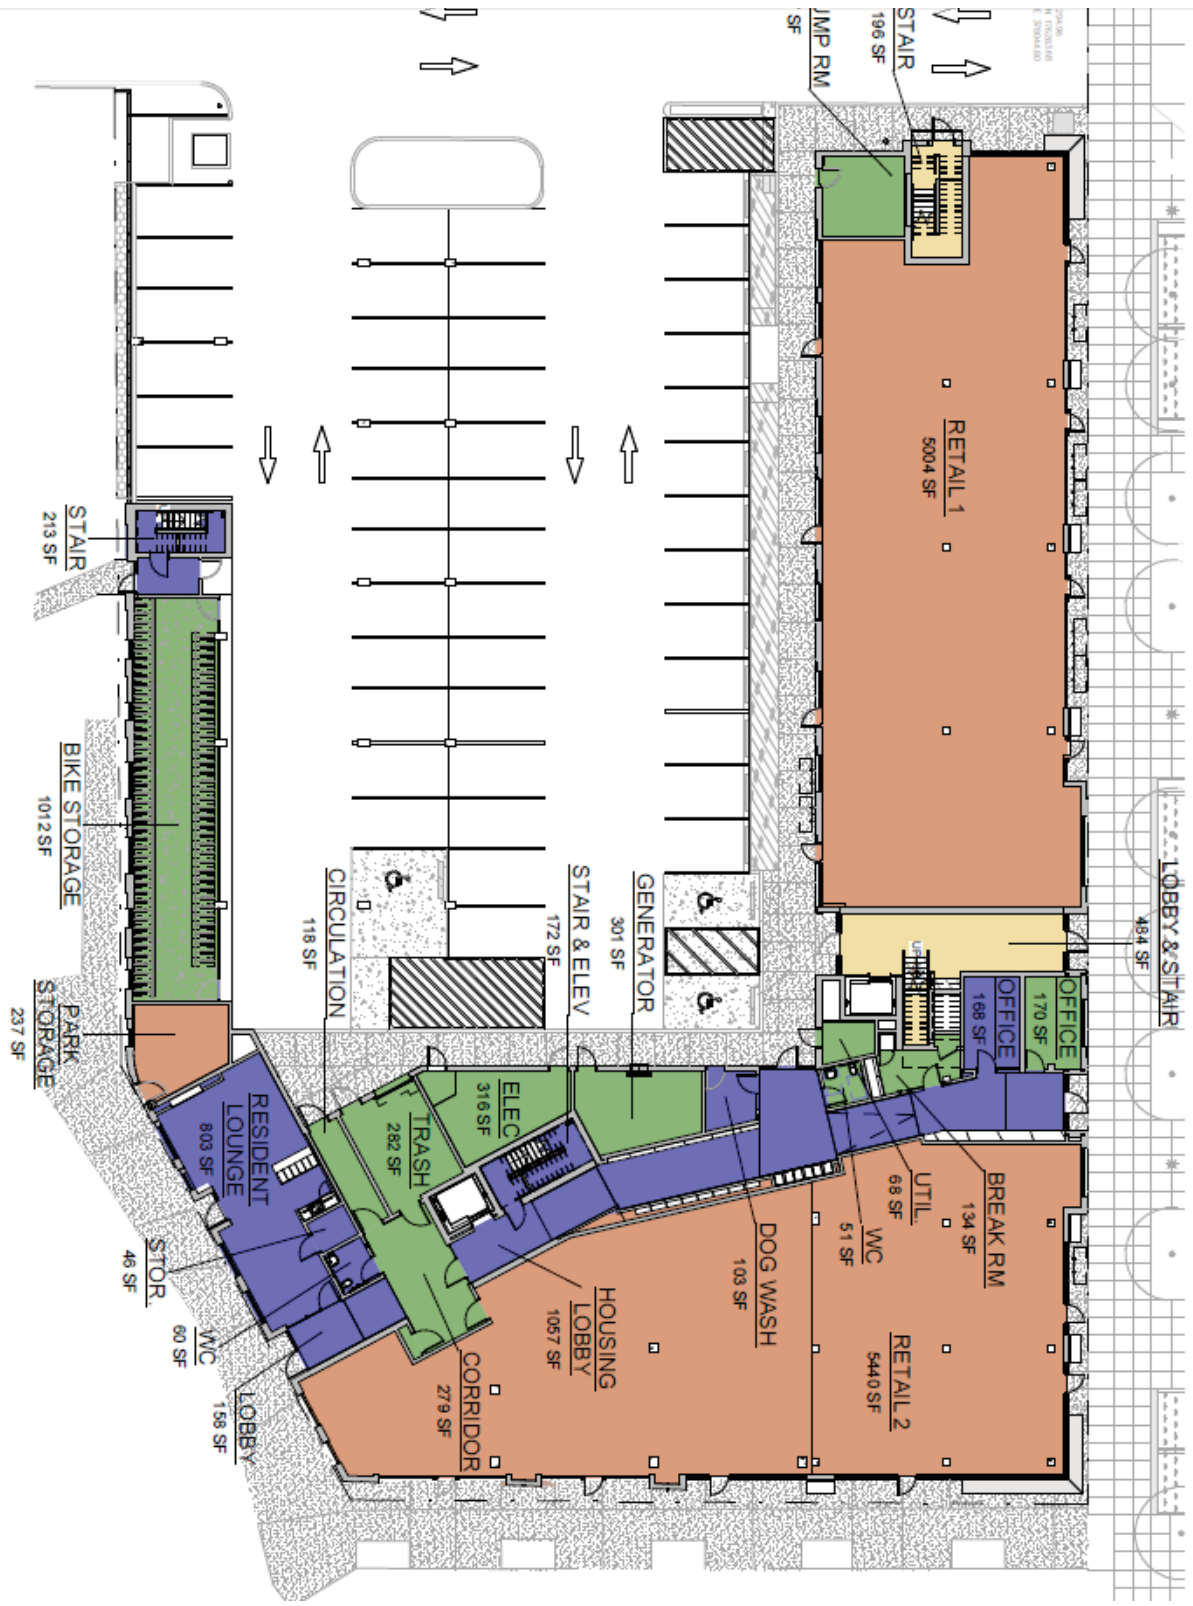 STAIR
196 SF
UMP RM
SF
RETAIL 1
5004 SF
STAIR
213 SF
BIKE STORAGE
1012 SF
LOBBY & STAIR
484 SF
CIRCULATION
118 SF
STAIR & ELEV
172 SF
GENERATOR
301 SF
UP
OFFICE
168 SF
OFFICE
170 SF
PARK
STORAGE
237 SF
RESIDENT
LOUNGE
803 SF
ELEC
316 SF
TRASH
282 SF
UTIL.
68 SF
BREAK RM
134 SF
WC
51 SF
DOG WASH
103 SF
STOR.
46 SF
WC
60 SF
LOBBY
158 SF
HOUSING
LOBBY
1057 SF
CORRIDOR
279 SF
RETAIL 2
5440 SF